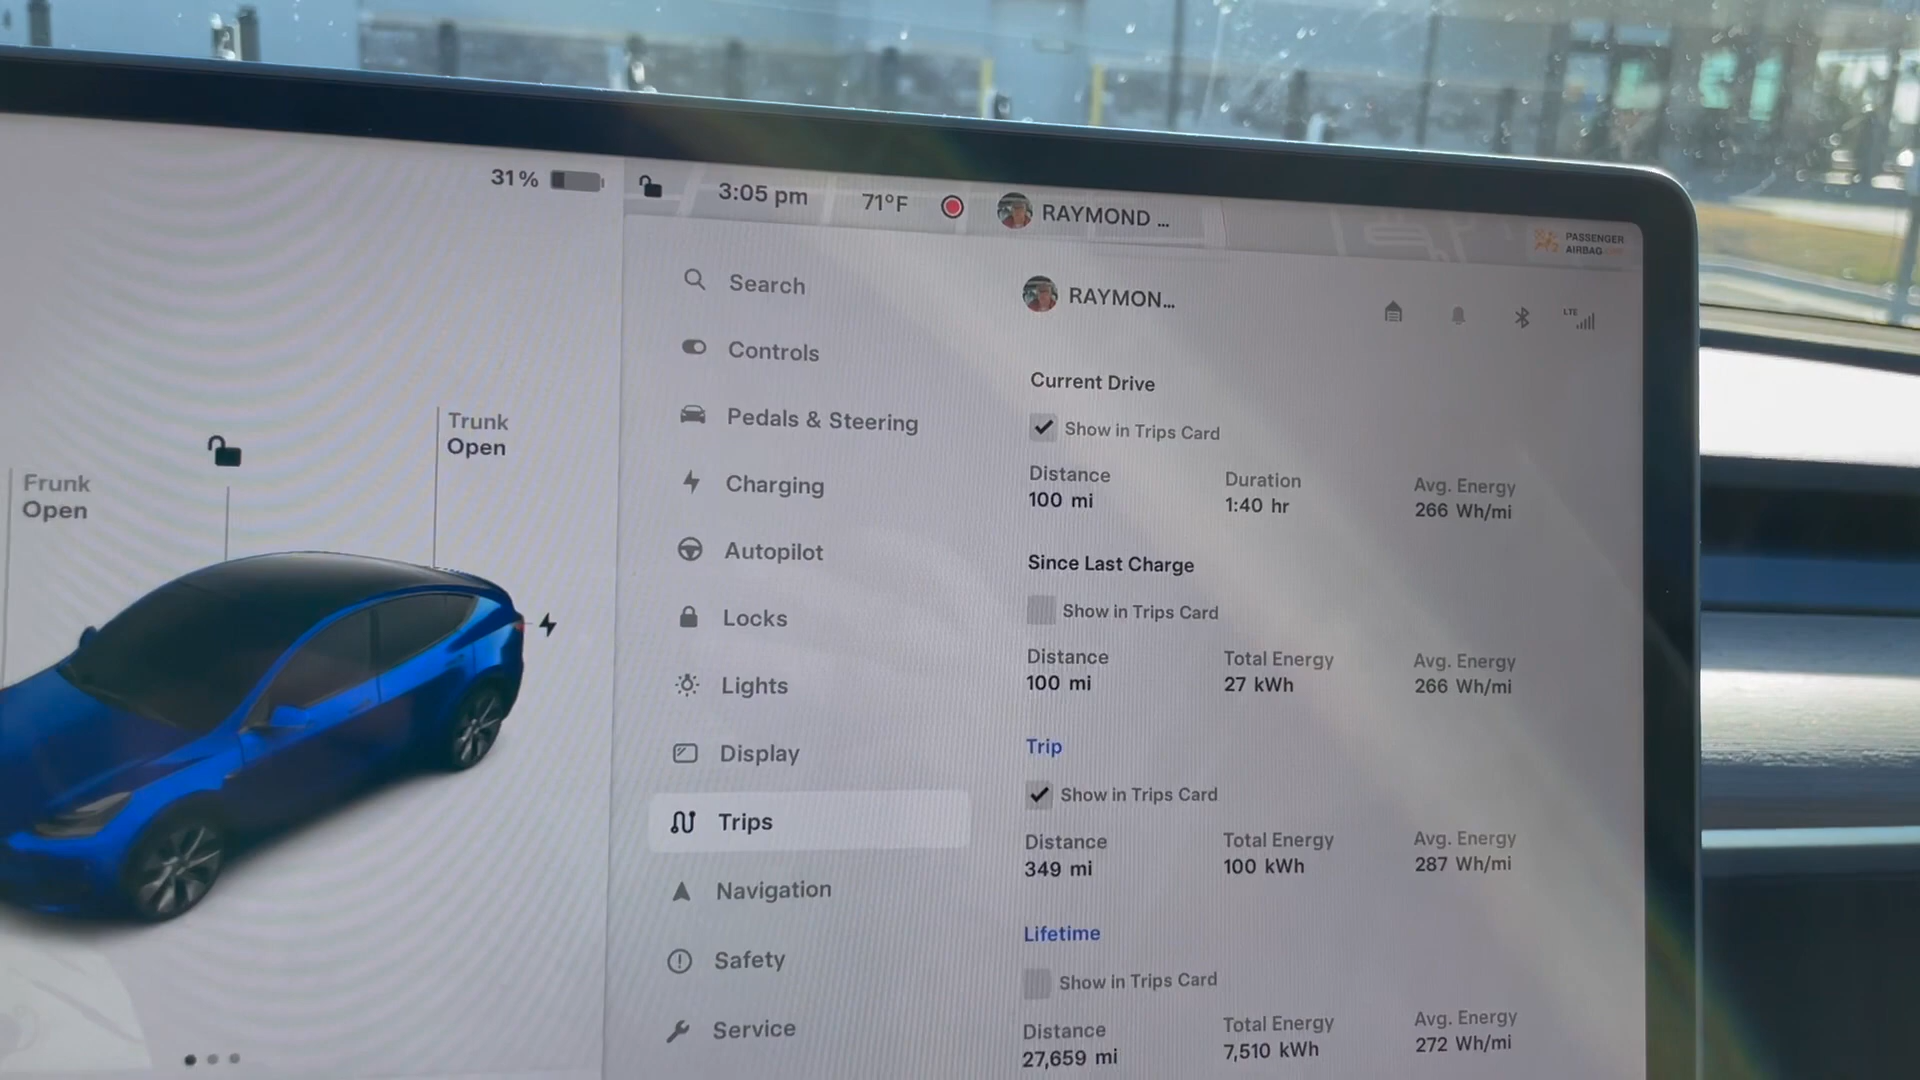 31%
3:05 pm
71°F
RAYMOND ...
PASSENGER
AIRBAG
Frunk
Open
Trunk
Open
Search
Controls
Pedals & Steering
Charging
Autopilot
Locks
Lights
Display
Trips
Navigation
Safety
Service
RAYMON...
LTE
Current Drive
Show in Trips Card
Distance
100 mi
Duration
1:40 hr
Avg. Energy
266 Wh/mi
Since Last Charge
Show in Trips Card
Distance
100 mi
Total Energy
27 kWh
Avg. Energy
266 Wh/mi
Trip
Show in Trips Card
Distance
349 mi
Total Energy
100 kWh
Avg. Energy
287 Wh/mi
Lifetime
Show in Trips Card
Distance
27,659 mi
Total Energy
7,510 kWh
Avg. Energy
272 Wh/mi